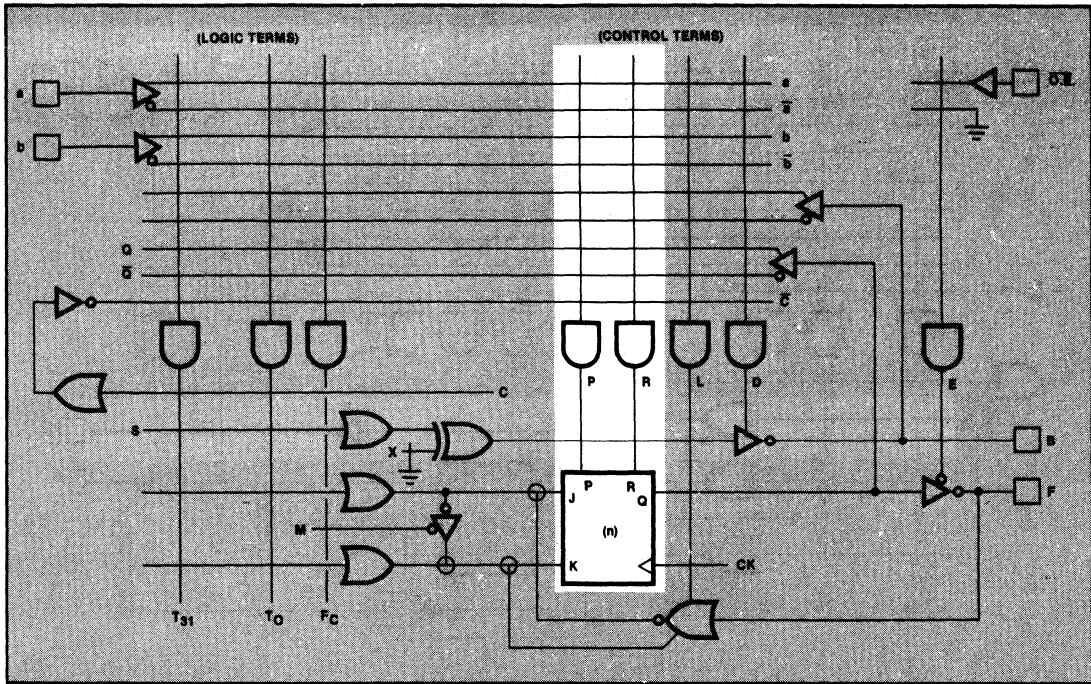 (LOGIC TERMS)
(CONTROL TERMS)
a
a
O.E.
a̅
b
b
b̅
Q
Q̅
C̅
P
R
L
D
E
C
S
X
B
P
R
J
Q
F
M
(n)
K
CK
T31
TO
FC